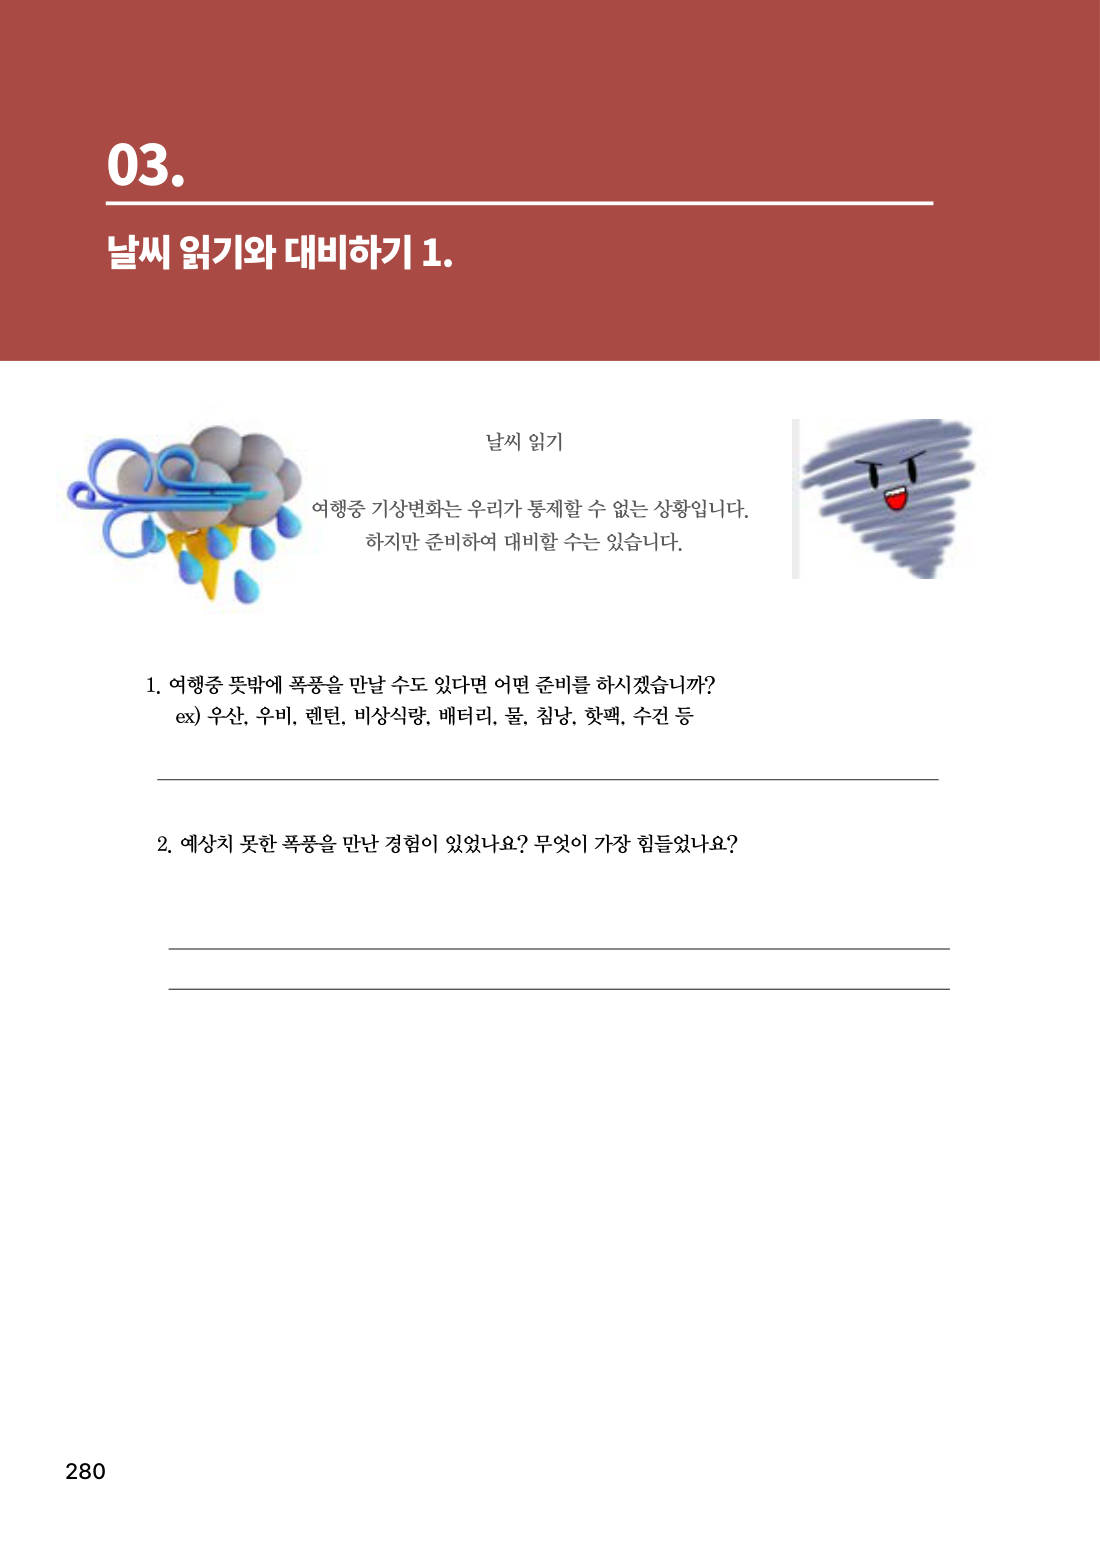 03.
날씨 읽기와 대비하기 1.
날씨 읽기
여행중 기상변화는 우리가 통제할 수 없는 상황입니다.
하지만 준비하여 대비할 수는 있습니다.
1. 여행중 뜻밖에 폭풍을 만날 수도 있다면 어떤 준비를 하시겠습니까?
ex) 우산, 우비, 렌턴, 비상식량, 배터리, 물, 침낭, 핫팩, 수건 등
2. 예상치 못한 폭풍을 만난 경험이 있었나요? 무엇이 가장 힘들었나요?
280